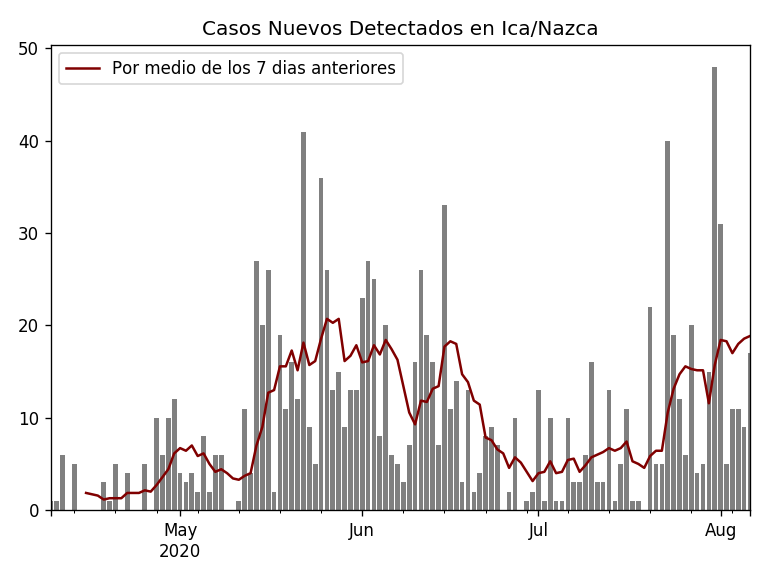 Casos Nuevos Detectados en Ica/Nazca
Por medio de los 7 dias anteriores
50
40
30
20
10
0
May
2020
Jun
Jul
Aug